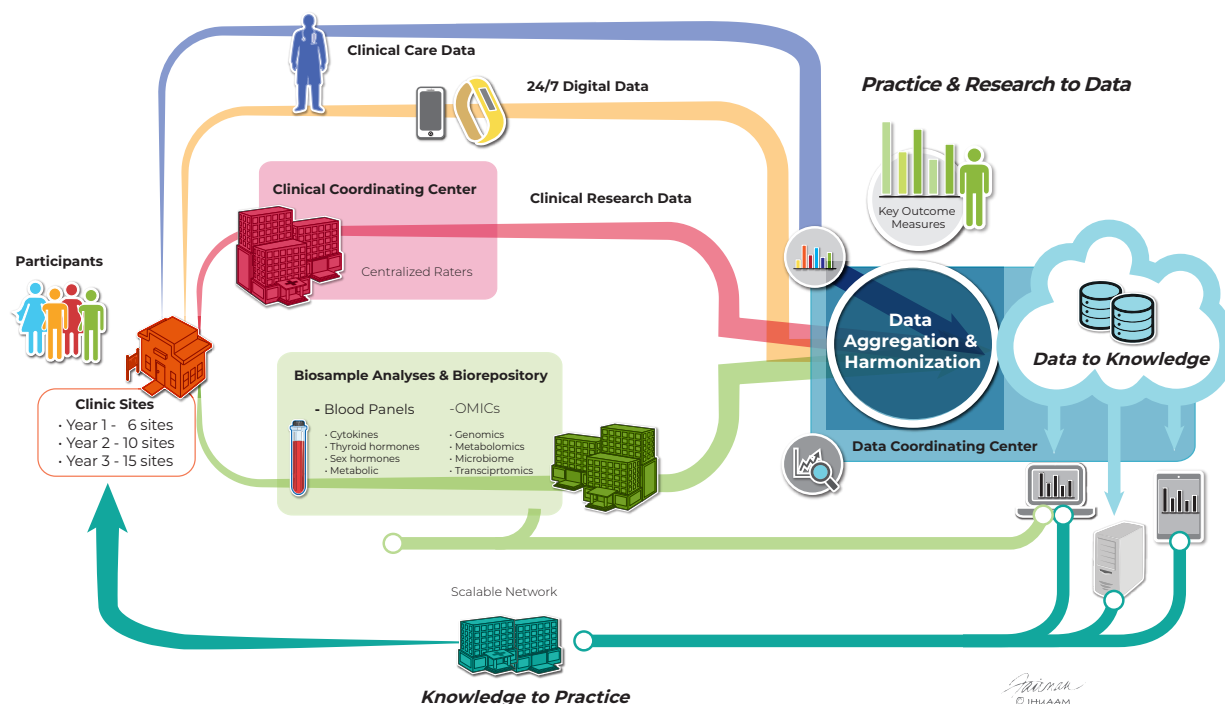 Clinical Care Data
24/7 Digital Data
Practice & Research to Data
Clinical Coordinating Center
Clinical Research Data
Centralized Raters
Key Outcome
Measures
Participants
Data
Aggregation &
Harmonization
Data to Knowledge
Data Coordinating Center
Clinic Sites
· Year 1 - 6 sites
· Year 2 - 10 sites
· Year 3 - 15 sites
Biosample Analyses & Biorepository
- Blood Panels
· Cytokines
· Thyroid hormones
· Sex hormones
· Metabolic
-OMICs
· Genomics
· Metabolomics
· Microbiome
· Transciptomics
Scalable Network
Knowledge to Practice
Fairman
© JHUAAM